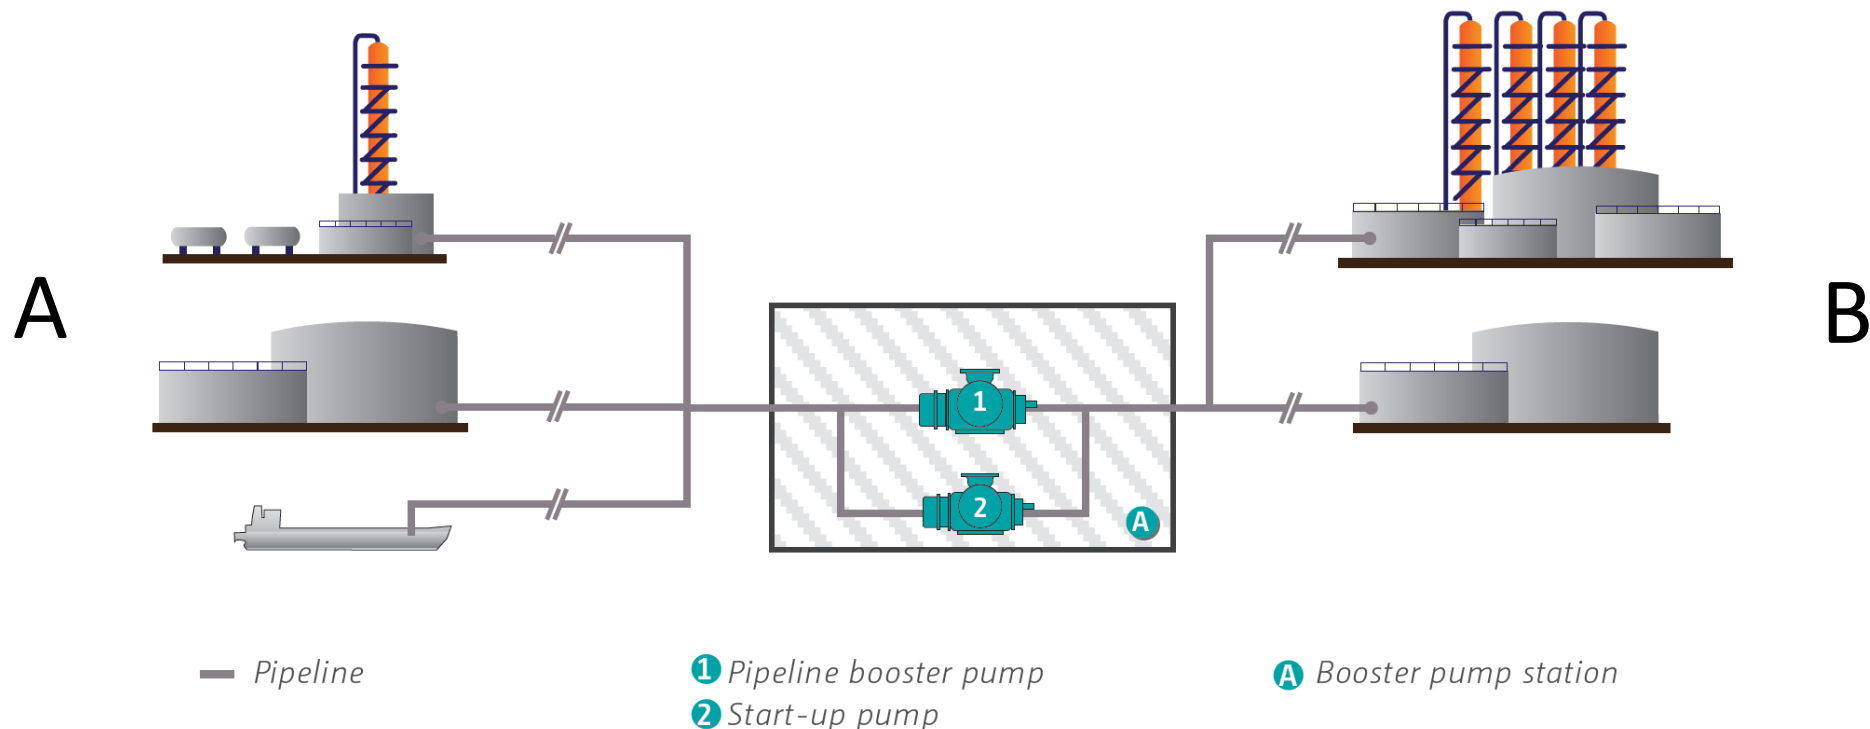 A
B
1
2
A
Pipeline
1 Pipeline booster pump
2 Start-up pump
A Booster pump station